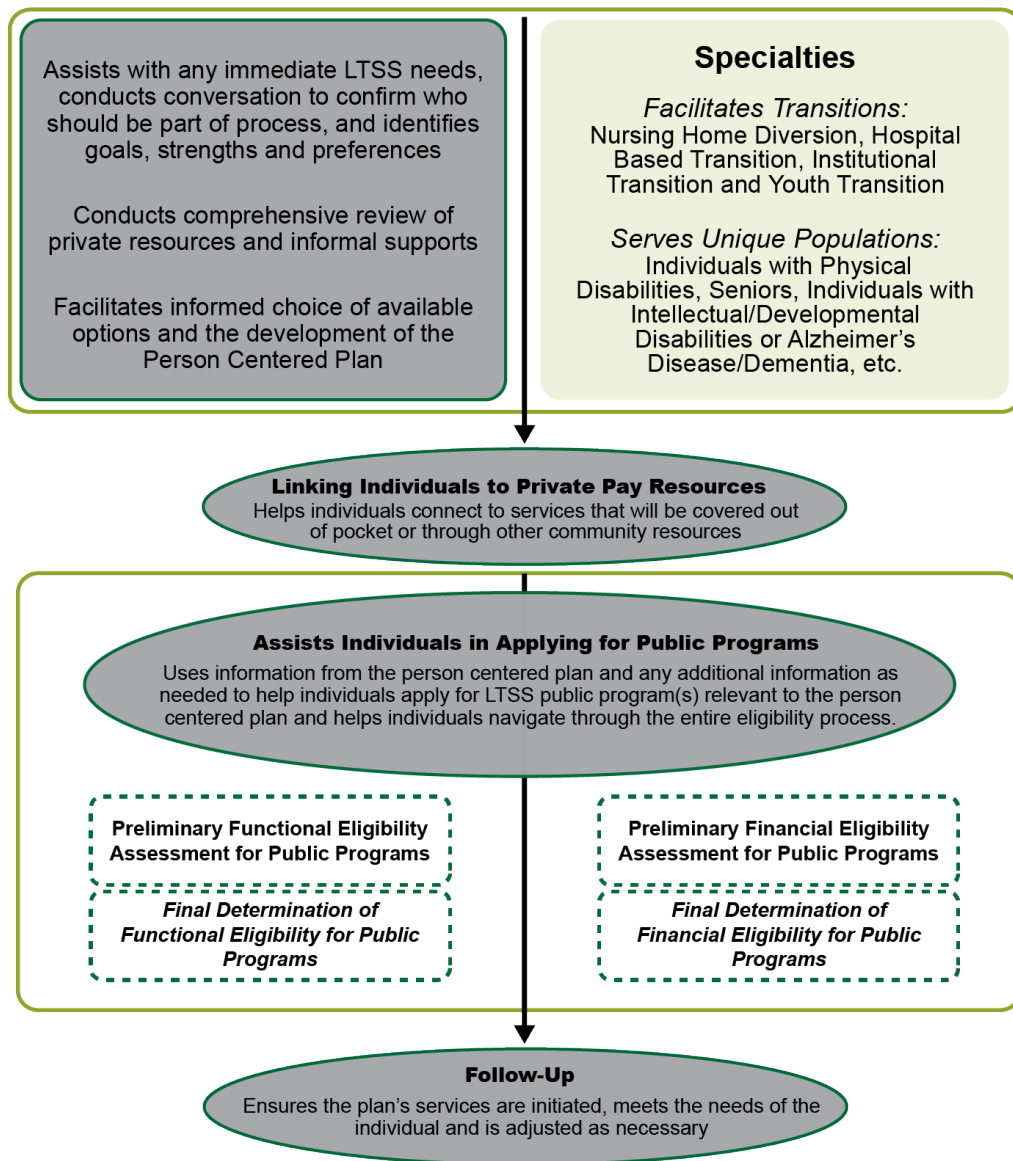 Assists with any immediate LTSS needs,
conducts conversation to confirm who
should be part of process, and identifies
goals, strengths and preferences
Conducts comprehensive review of
private resources and informal supports
Facilitates informed choice of available
options and the development of the
Person Centered Plan
Specialties
Facilitates Transitions:
Nursing Home Diversion, Hospital
Based Transition, Institutional
Transition and Youth Transition
Serves Unique Populations:
Individuals with Physical
Disabilities, Seniors, Individuals with
Intellectual/Developmental
Disabilities or Alzheimer’s
Disease/Dementia, etc.
Linking Individuals to Private Pay Resources
Helps individuals connect to services that will be covered out
of pocket or through other community resources
Assists Individuals in Applying for Public Programs
Uses information from the person centered plan and any additional information as
needed to help individuals apply for LTSS public program(s) relevant to the person
centered plan and helps individuals navigate through the entire eligibility process.
Preliminary Functional Eligibility
Assessment for Public Programs
Final Determination of
Functional Eligibility for Public
Programs
Preliminary Financial Eligibility
Assessment for Public Programs
Final Determination of
Financial Eligibility for Public
Programs
Follow-Up
Ensures the plan’s services are initiated, meets the needs of the
individual and is adjusted as necessary